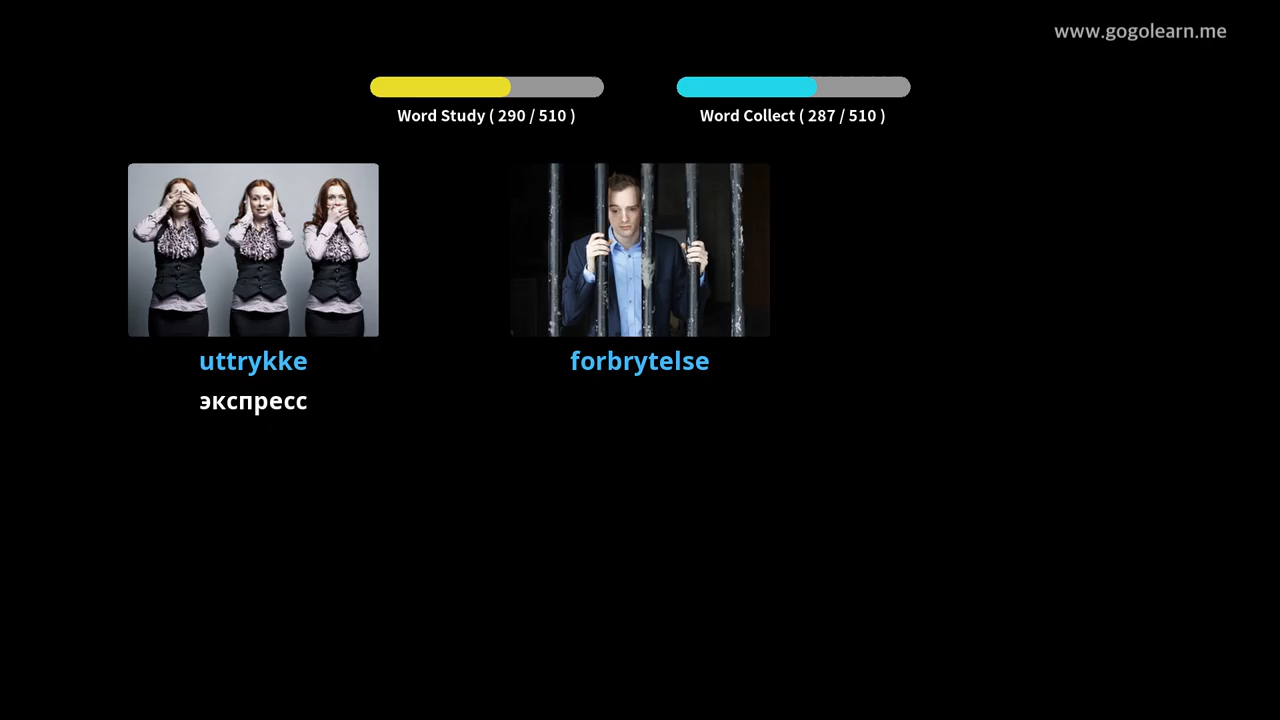 www.gogolearn.me
Word Study ( 290 / 510 )
Word Collect ( 287 / 510 )
uttrykke
forbrytelse
экспресс